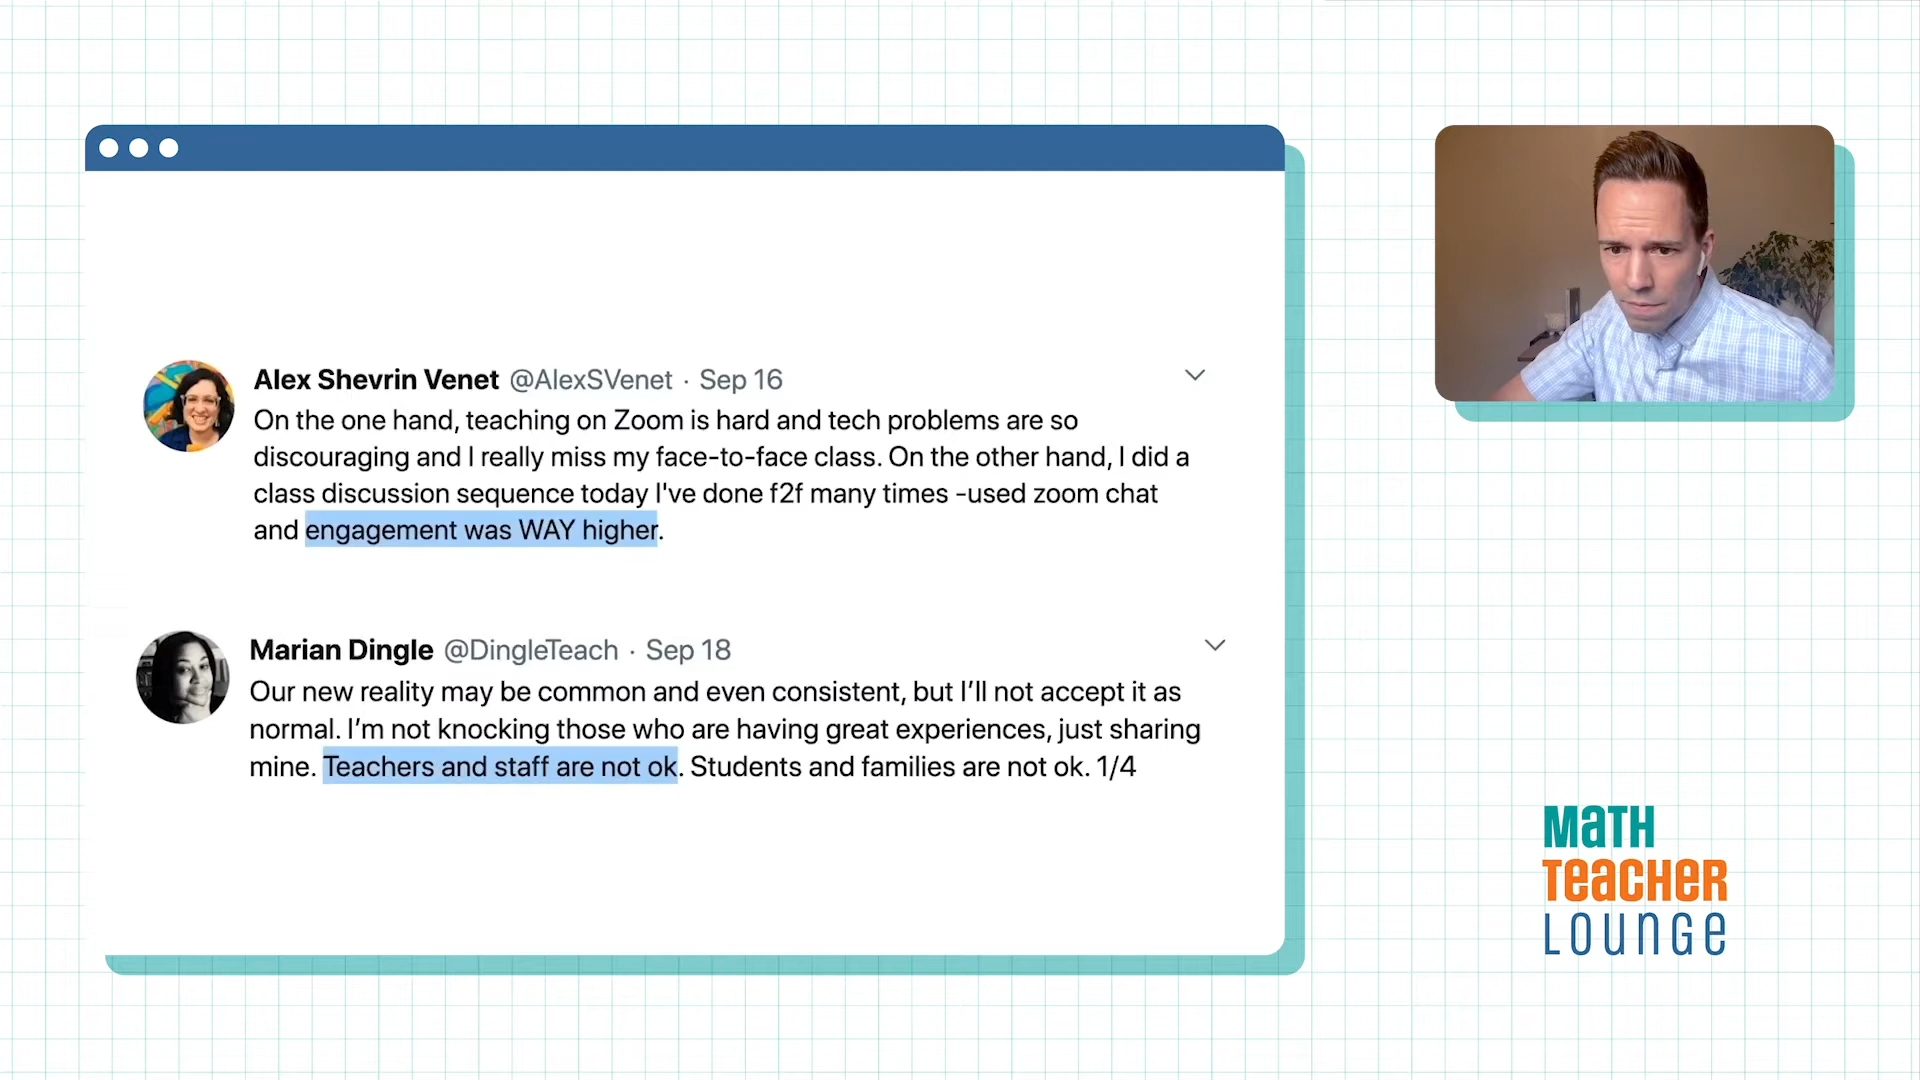 Alex Shevrin Venet @AlexSVenet · Sep 16
On the one hand, teaching on Zoom is hard and tech problems are so
discouraging and I really miss my face-to-face class. On the other hand, I did a
class discussion sequence today I've done f2f many times -used zoom chat
and engagement was WAY higher.
Marian Dingle @DingleTeach · Sep 18
Our new reality may be common and even consistent, but I’ll not accept it as
normal. I’m not knocking those who are having great experiences, just sharing
mine. Teachers and staff are not ok. Students and families are not ok. 1/4
MaTH
TeacHer
LOUNGe